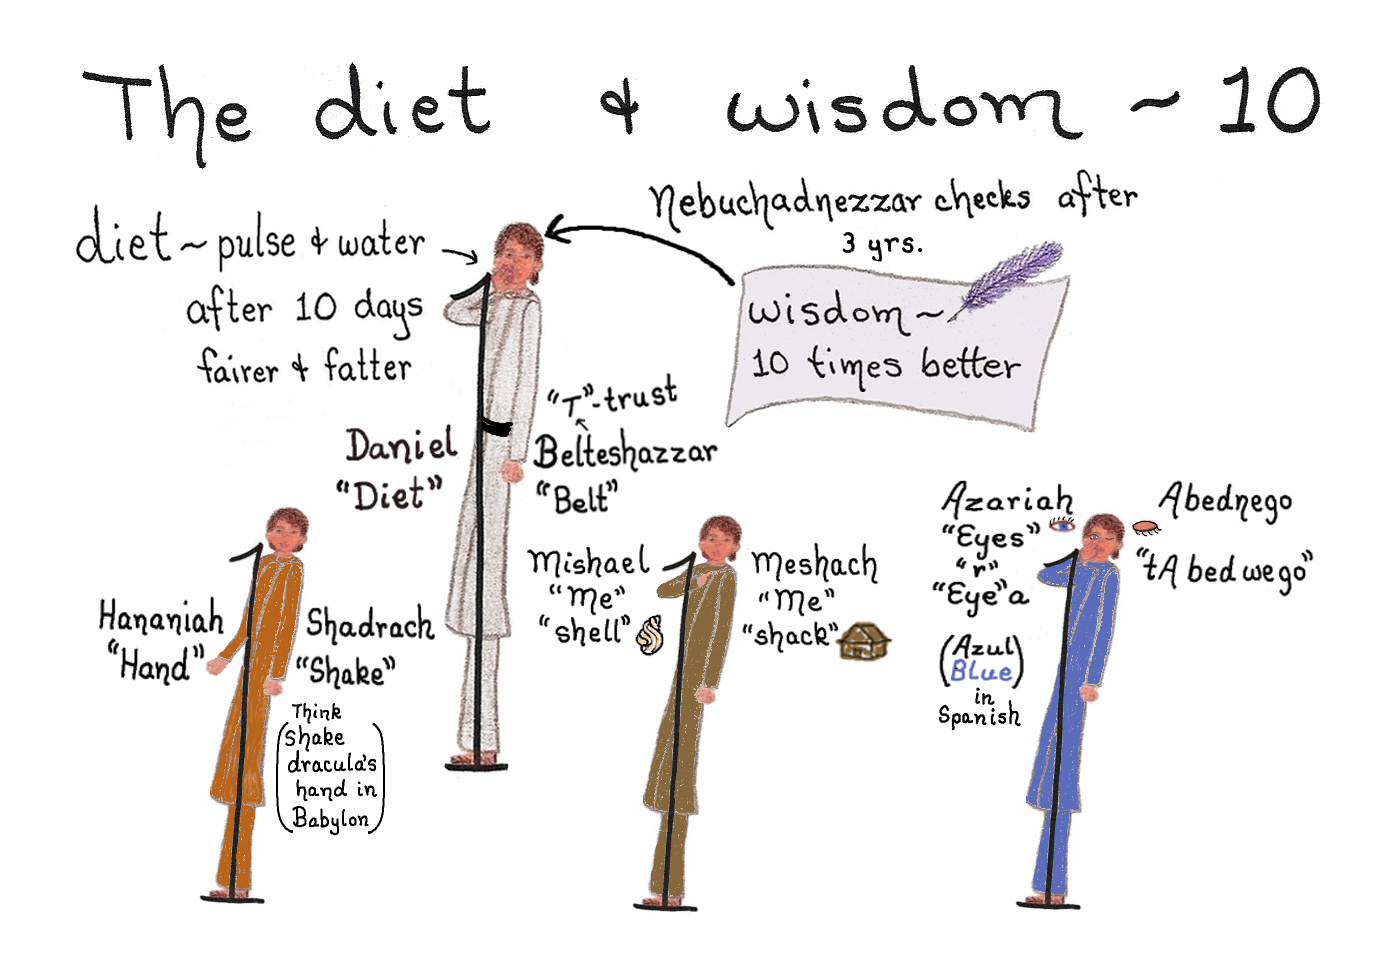 The diet & wisdom ~ 10
Nebuchadnezzar checks after
3 yrs.
diet ~ pulse & water
after 10 days
fairer & fatter
wisdom ~
10 times better
"T"-trust
Daniel
"Diet"
Belteshazzar
"Belt"
Hananiah
"Hand"
Shadrach
"Shake"
(Think
shake
dracula's
hand in
Babylon)
Mishael
"Me"
"shell"
Meshach
"Me"
"shack"
Azariah
"Eyes"
"r"
"Eye"a
(Azul)
(Blue)
in
Spanish
Abednego
"tA bed we go"